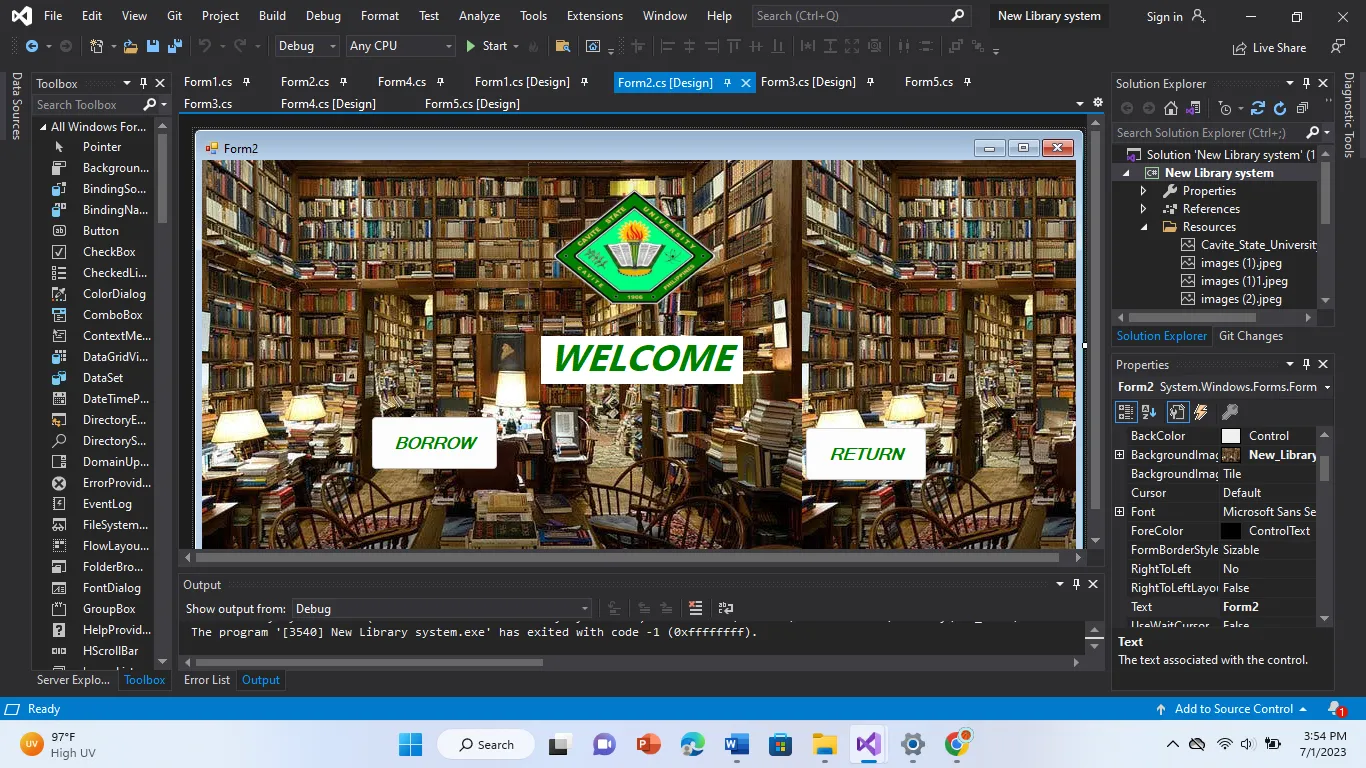 File Edit View Git Project Build Debug Format Test Analyze Tools Extensions Window Help Search (Ctrl+Q) New Library system Sign in
Debug Any CPU Start Live Share
Data Sources
Toolbox
Search Toolbox
All Windows For...
Pointer
Backgroun...
BindingSo...
BindingNa...
Button
CheckBox
CheckedLi...
ColorDialog
ComboBox
ContextMe...
DataGridVi...
DataSet
DateTimeP...
DirectoryE...
DirectoryS...
DomainUp...
ErrorProvid...
EventLog
FileSystem...
FlowLayou...
FolderBro...
FontDialog
GroupBox
HelpProvid...
HScrollBar
Server Explo... Toolbox
Form1.cs Form2.cs Form4.cs Form1.cs [Design] Form2.cs [Design] Form3.cs [Design] Form5.cs
Form3.cs Form4.cs [Design] Form5.cs [Design]
Form2
CAVITE STATE UNIVERSITY
CAVITE 1906 PHILIPPINES
WELCOME
BORROW
RETURN
Output
Show output from: Debug
The program '[3540] New Library system.exe' has exited with code -1 (0xffffffff).
Error List Output
Solution Explorer
Search Solution Explorer (Ctrl+;)
Solution 'New Library system' (1
C# New Library system
Properties
References
Resources
Cavite_State_Universit
images (1).jpeg
images (1)1.jpeg
images (2).jpeg
Solution Explorer Git Changes
Properties
Form2 System.Windows.Forms.Form
BackColor Control
BackgroundImag New_Library
BackgroundImag Tile
Cursor Default
Font Microsoft Sans Se
ForeColor ControlText
FormBorderStyle Sizable
RightToLeft No
RightToLeftLayou False
Text Form2
UseWaitCursor False
Text
The text associated with the control.
Diagnostic Tools
Ready Add to Source Control 1
UV 97°F
High UV
Search
3:54 PM
7/1/2023